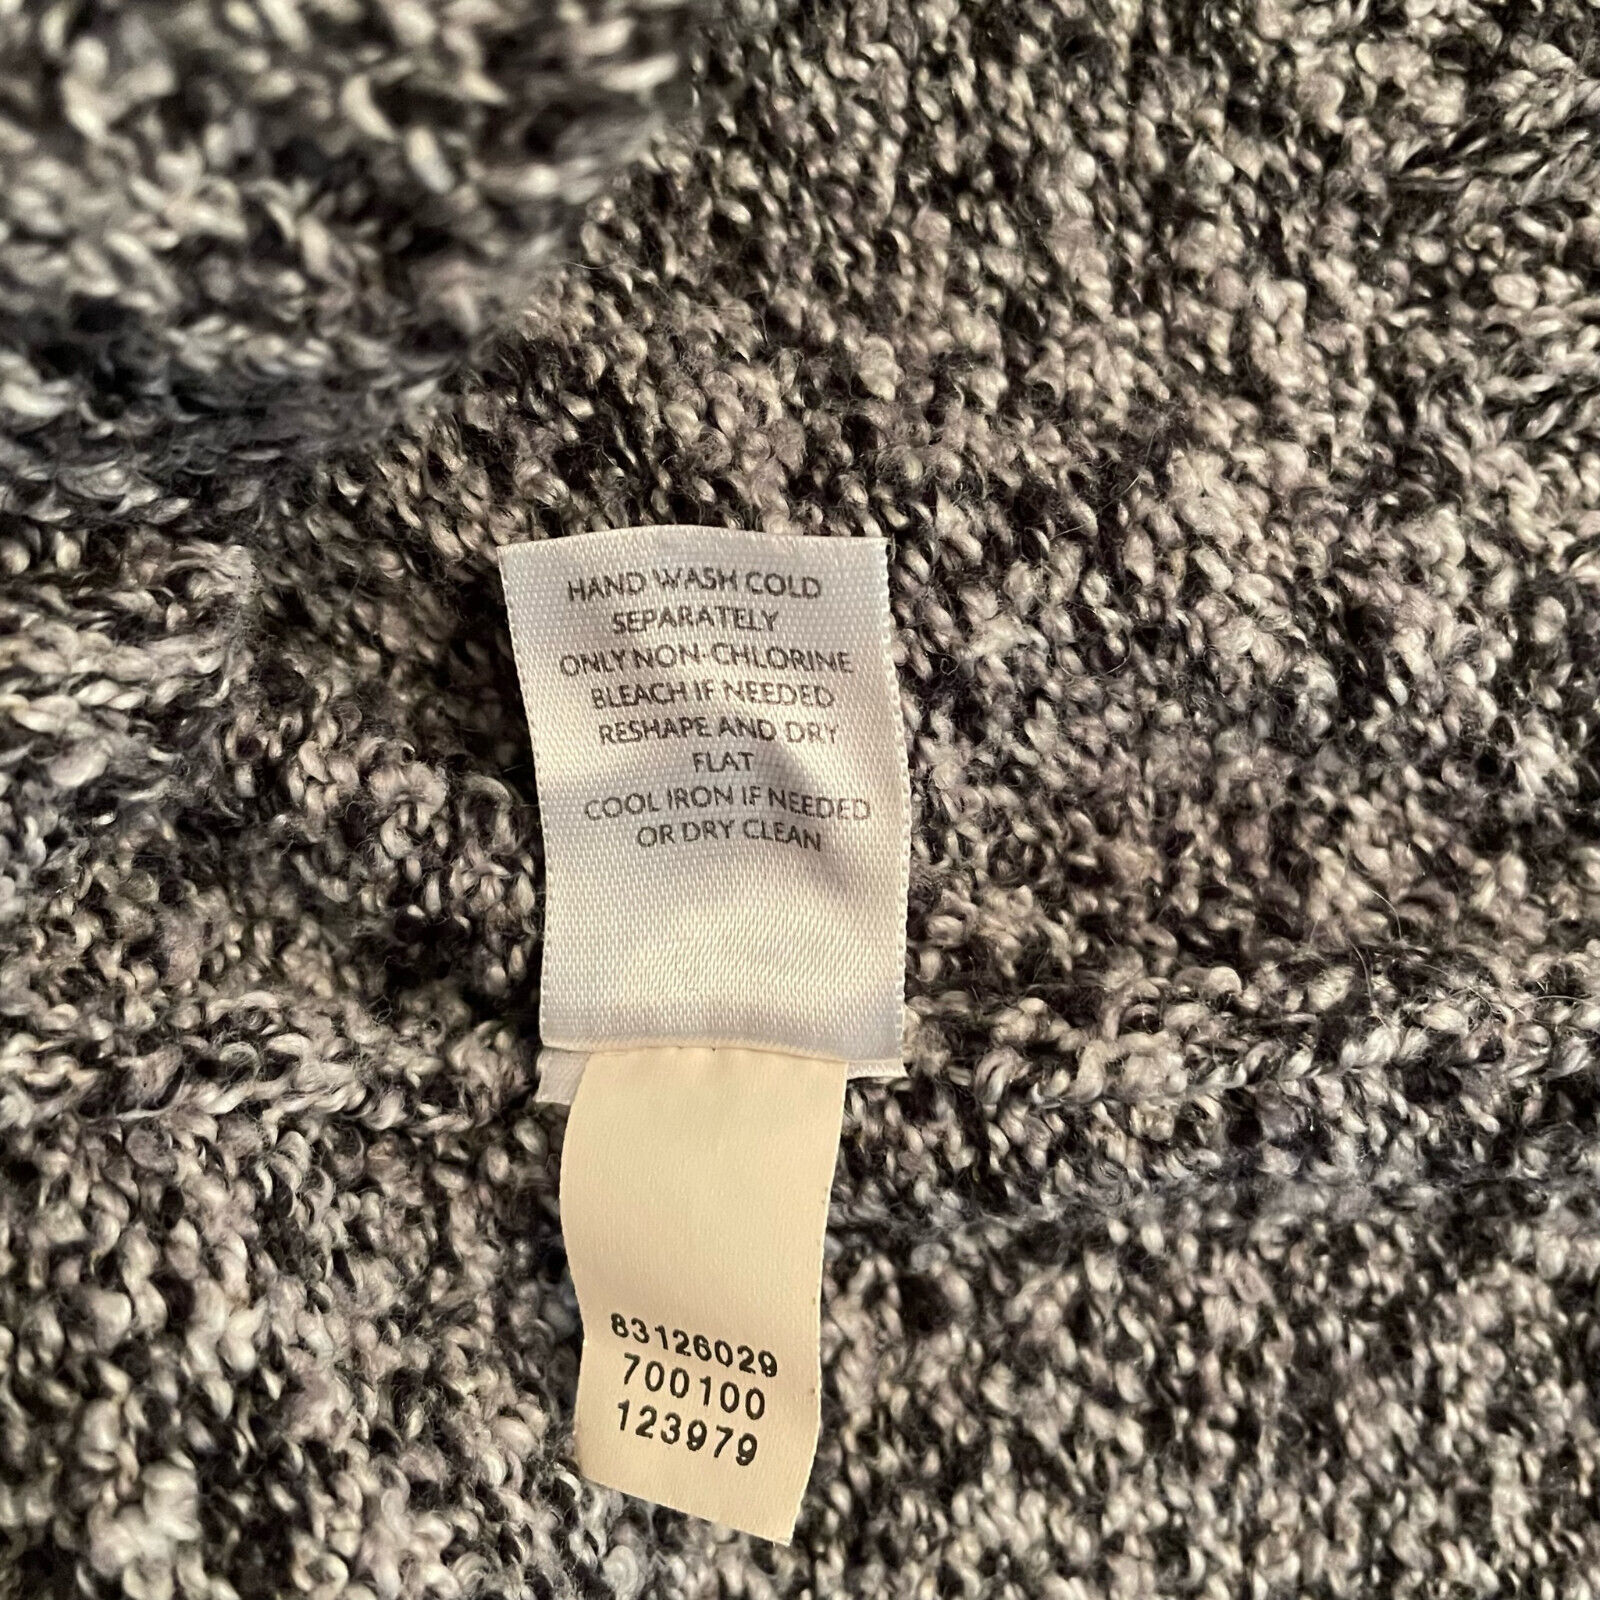 HAND WASH COLD
SEPARATELY
ONLY NON-CHLORINE
BLEACH IF NEEDED
RESHAPE AND DRY
FLAT
COOL IRON IF NEEDED
OR DRY CLEAN
83126029
700100
123979